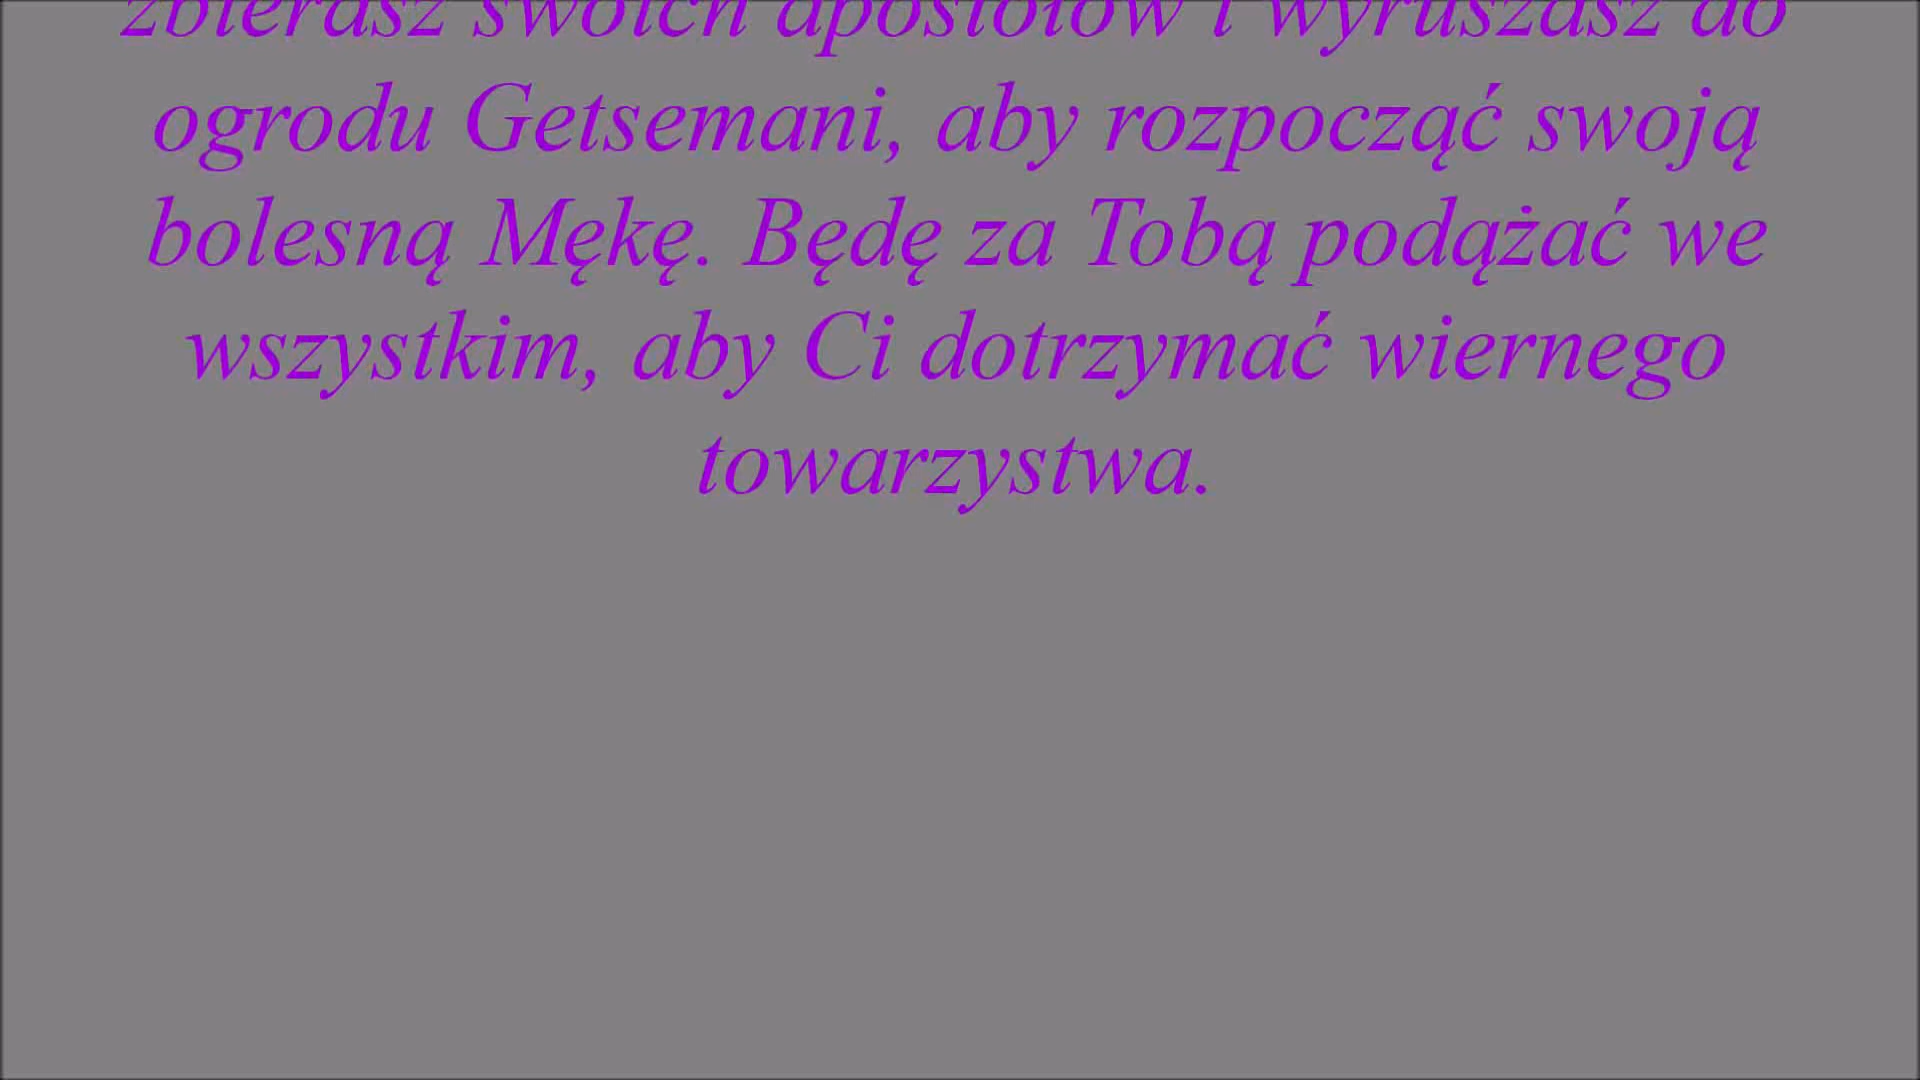 zbierasz swoich apostołów i wyruszasz do
ogrodu Getsemani, aby rozpocząć swoją
bolesną Mękę. Będę za Tobą podążać we
wszystkim, aby Ci dotrzymać wiernego
towarzystwa.